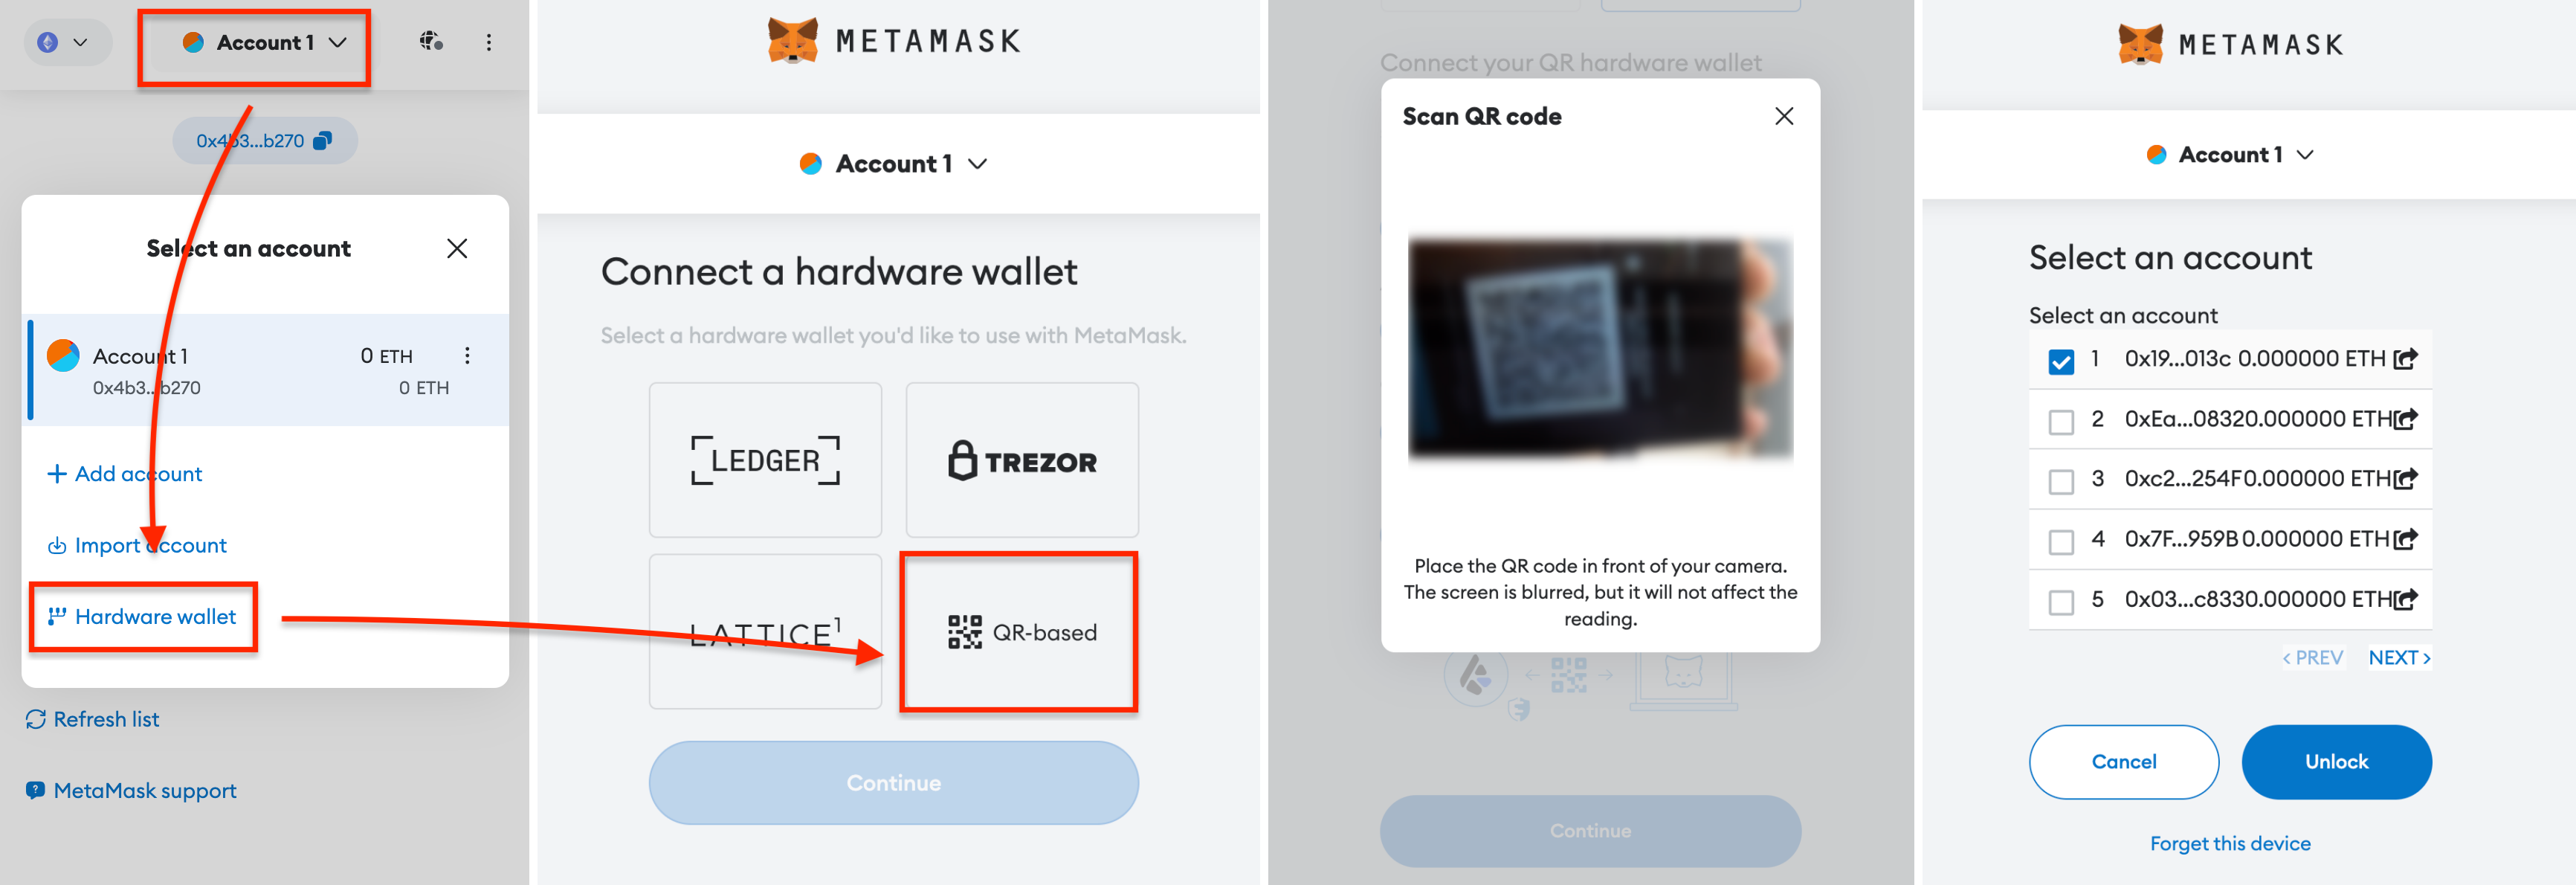 Account 1
0x4b3...b270
Select an account
Account 1
0 ETH
0x4b3...b270
0 ETH
Add account
Import account
Hardware wallet
Refresh list
MetaMask support
METAMASK
Account 1
Connect a hardware wallet
Select a hardware wallet you'd like to use with MetaMask.
LEDGER
TREZOR
LATTICE1
QR-based
Continue
Connect your QR hardware wallet
Scan QR code
Place the QR code in front of your camera.
The screen is blurred, but it will not affect the
reading.
Continue
METAMASK
Account 1
Select an account
Select an account
1 0x19...013c 0.000000 ETH
2 0xEa...0832 0.000000 ETH
3 0xc2...254F 0.000000 ETH
4 0x7F...959B 0.000000 ETH
5 0x03...c833 0.000000 ETH
< PREV NEXT >
Cancel
Unlock
Forget this device